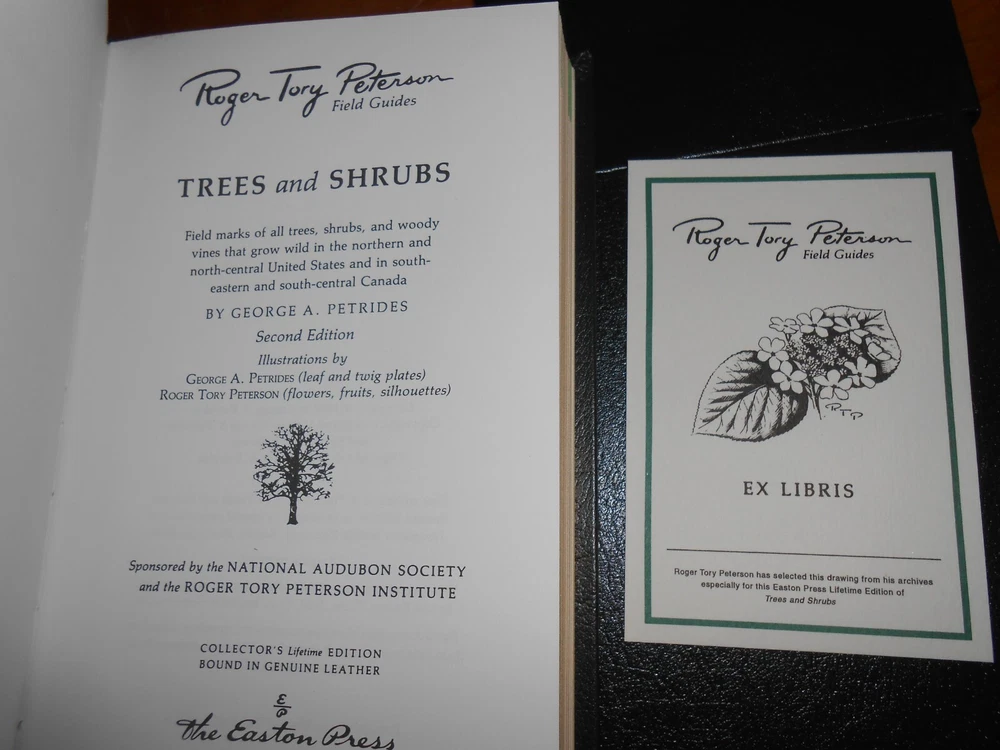 Roger Tory Peterson
Field Guides
TREES and SHRUBS
Field marks of all trees, shrubs, and woody
vines that grow wild in the northern and
north-central United States and in south-
eastern and south-central Canada
BY GEORGE A. PETRIDES
Second Edition
Illustrations by
GEORGE A. PETRIDES (leaf and twig plates)
ROGER TORY PETERSON (flowers, fruits, silhouettes)
Sponsored by the NATIONAL AUDUBON SOCIETY
and the ROGER TORY PETERSON INSTITUTE
COLLECTOR'S Lifetime EDITION
BOUND IN GENUINE LEATHER
E
P
the Easton Press
Roger Tory Peterson
Field Guides
RTP
EX LIBRIS
Roger Tory Peterson has selected this drawing from his archives
especially for this Easton Press Lifetime Edition of
Trees and Shrubs